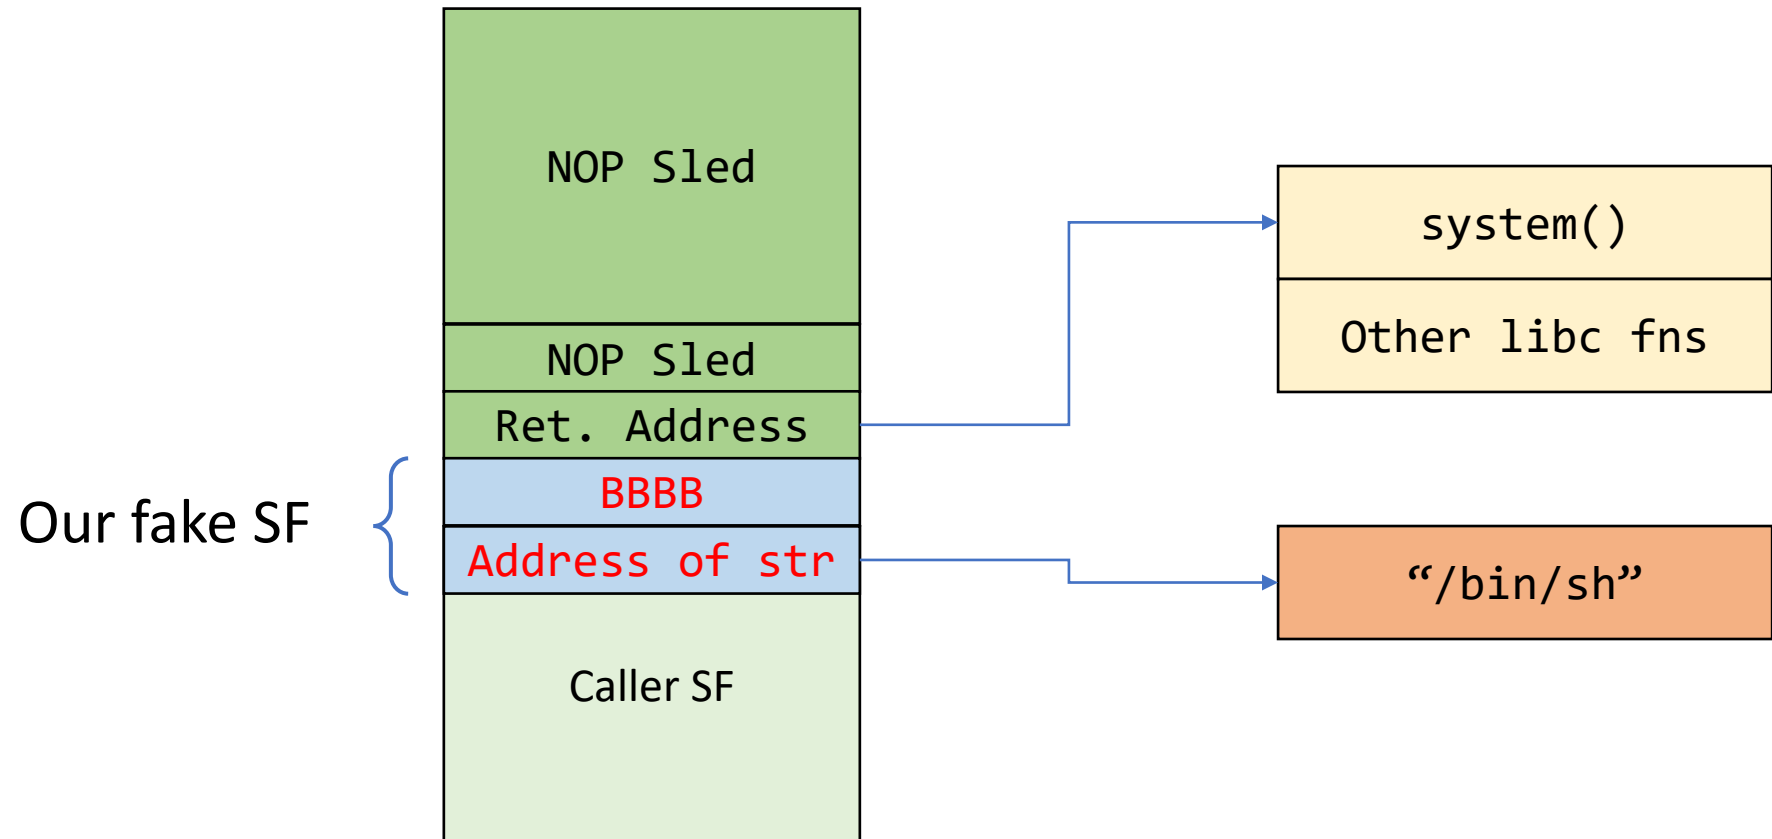 NOP Sled
NOP Sled
Ret. Address
Our fake SF
BBBB
Address of str
Caller SF
system()
Other libc fns
“/bin/sh”